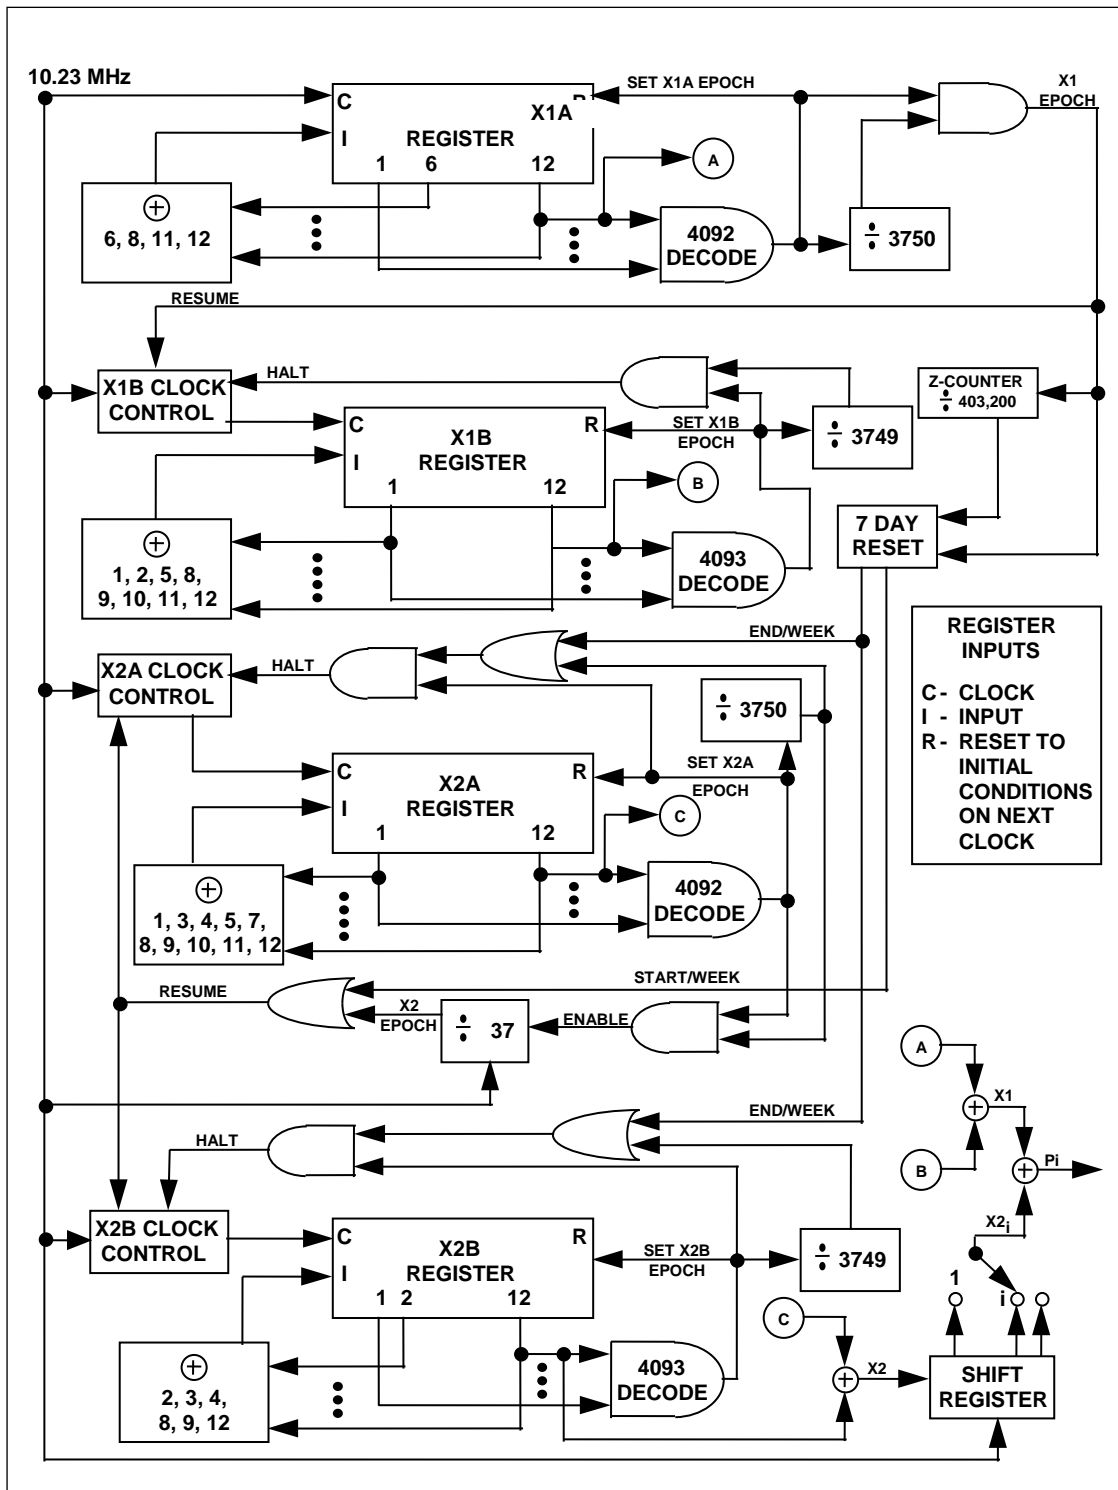 10.23 MHz
C
I
R
X1A
REGISTER
1 6 12
SET X1A EPOCH
X1
EPOCH
A
6, 8, 11, 12
4092
DECODE
÷ 3750
RESUME
X1B CLOCK
CONTROL
HALT
Z-COUNTER
÷ 403,200
C
I
R
X1B
REGISTER
1 12
SET X1B
EPOCH
÷ 3749
B
1, 2, 5, 8,
9, 10, 11, 12
4093
DECODE
7 DAY
RESET
END/WEEK
X2A CLOCK
CONTROL
HALT
÷ 3750
REGISTER
INPUTS
C - CLOCK
I - INPUT
R - RESET TO
INITIAL
CONDITIONS
ON NEXT
CLOCK
C
I
R
X2A
REGISTER
1 12
SET X2A
EPOCH
C
1, 3, 4, 5, 7,
8, 9, 10, 11, 12
4092
DECODE
RESUME
START/WEEK
X2
EPOCH
÷ 37
ENABLE
A
X1
B
Pi
X2i
END/WEEK
HALT
X2B CLOCK
CONTROL
C
I
R
X2B
REGISTER
1 2 12
SET X2B
EPOCH
÷ 3749
1
i
C
2, 3, 4,
8, 9, 12
4093
DECODE
X2
SHIFT
REGISTER